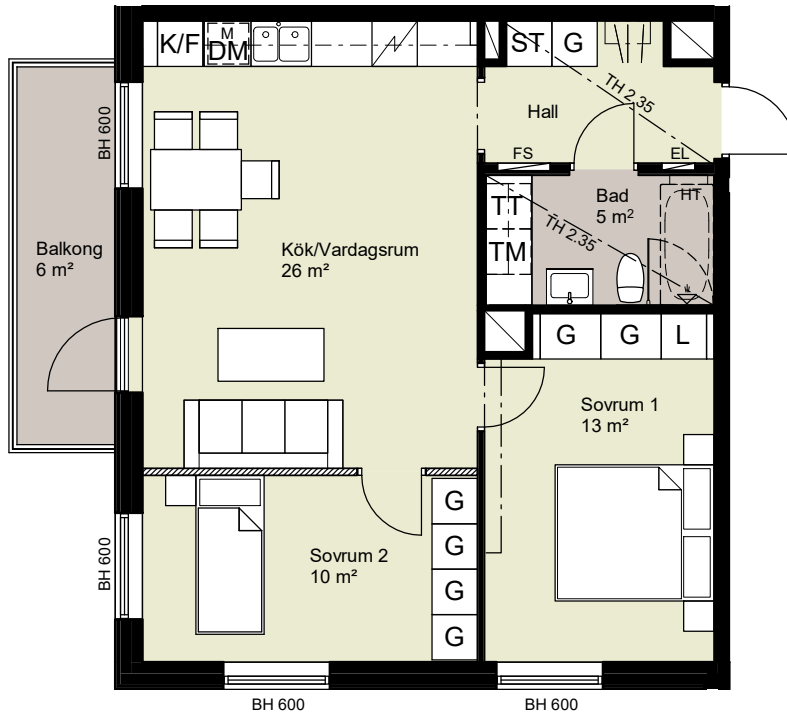 K/F
M
DM
ST
G
TH 2.35
Hall
BH 600
FS
EL
Bad
5 m²
HT
TT
TM
TH 2.35
Balkong
6 m²
Kök/Vardagsrum
26 m²
G
G
L
Sovrum 1
13 m²
G
G
G
G
Sovrum 2
10 m²
BH 600
BH 600
BH 600